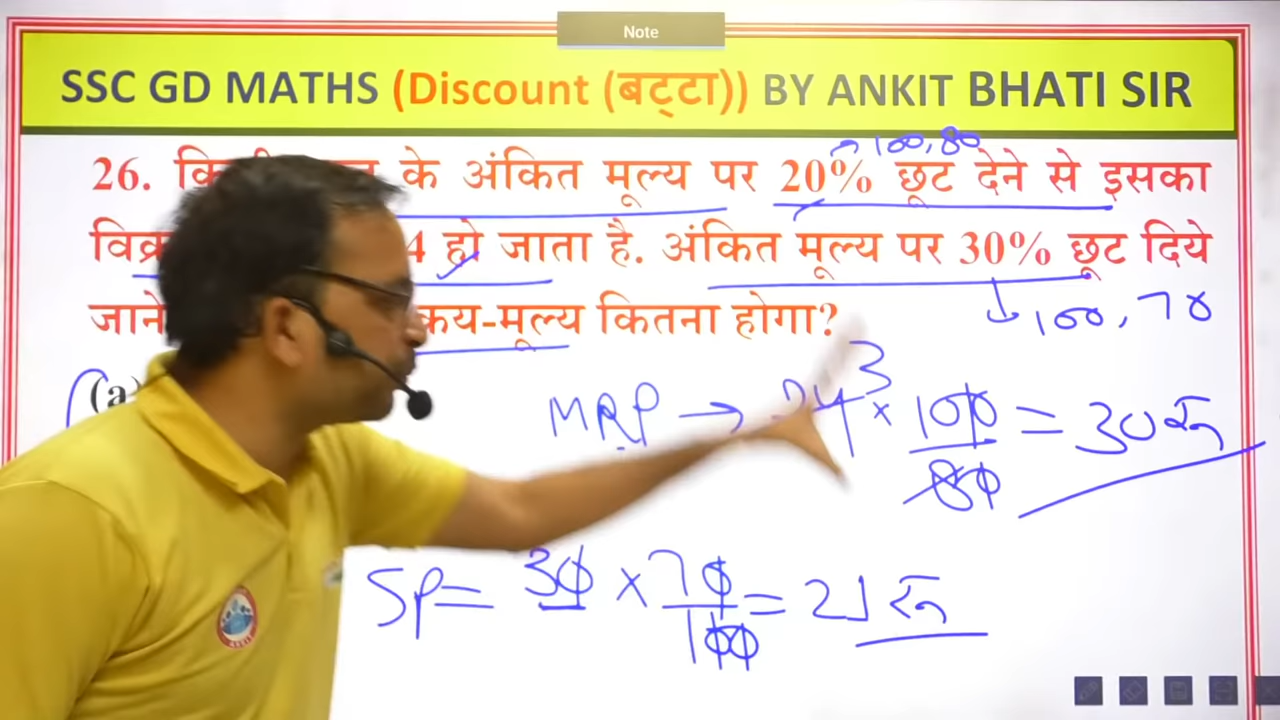 Note
SSC GD MATHS (Discount (बट्टा)) BY ANKIT BHATI SIR
100, 80
26. के अंकित मूल्य पर 20% छूट देने से इसका
4 हो जाता है. अंकित मूल्य पर 30% छूट दिये
जाने क्रय-मूल्य कितना होगा?
100, 70
(a)
3
MRP → 24 × 100/80 = 30 रू
SP = 30 × 70/100 = 21 रू